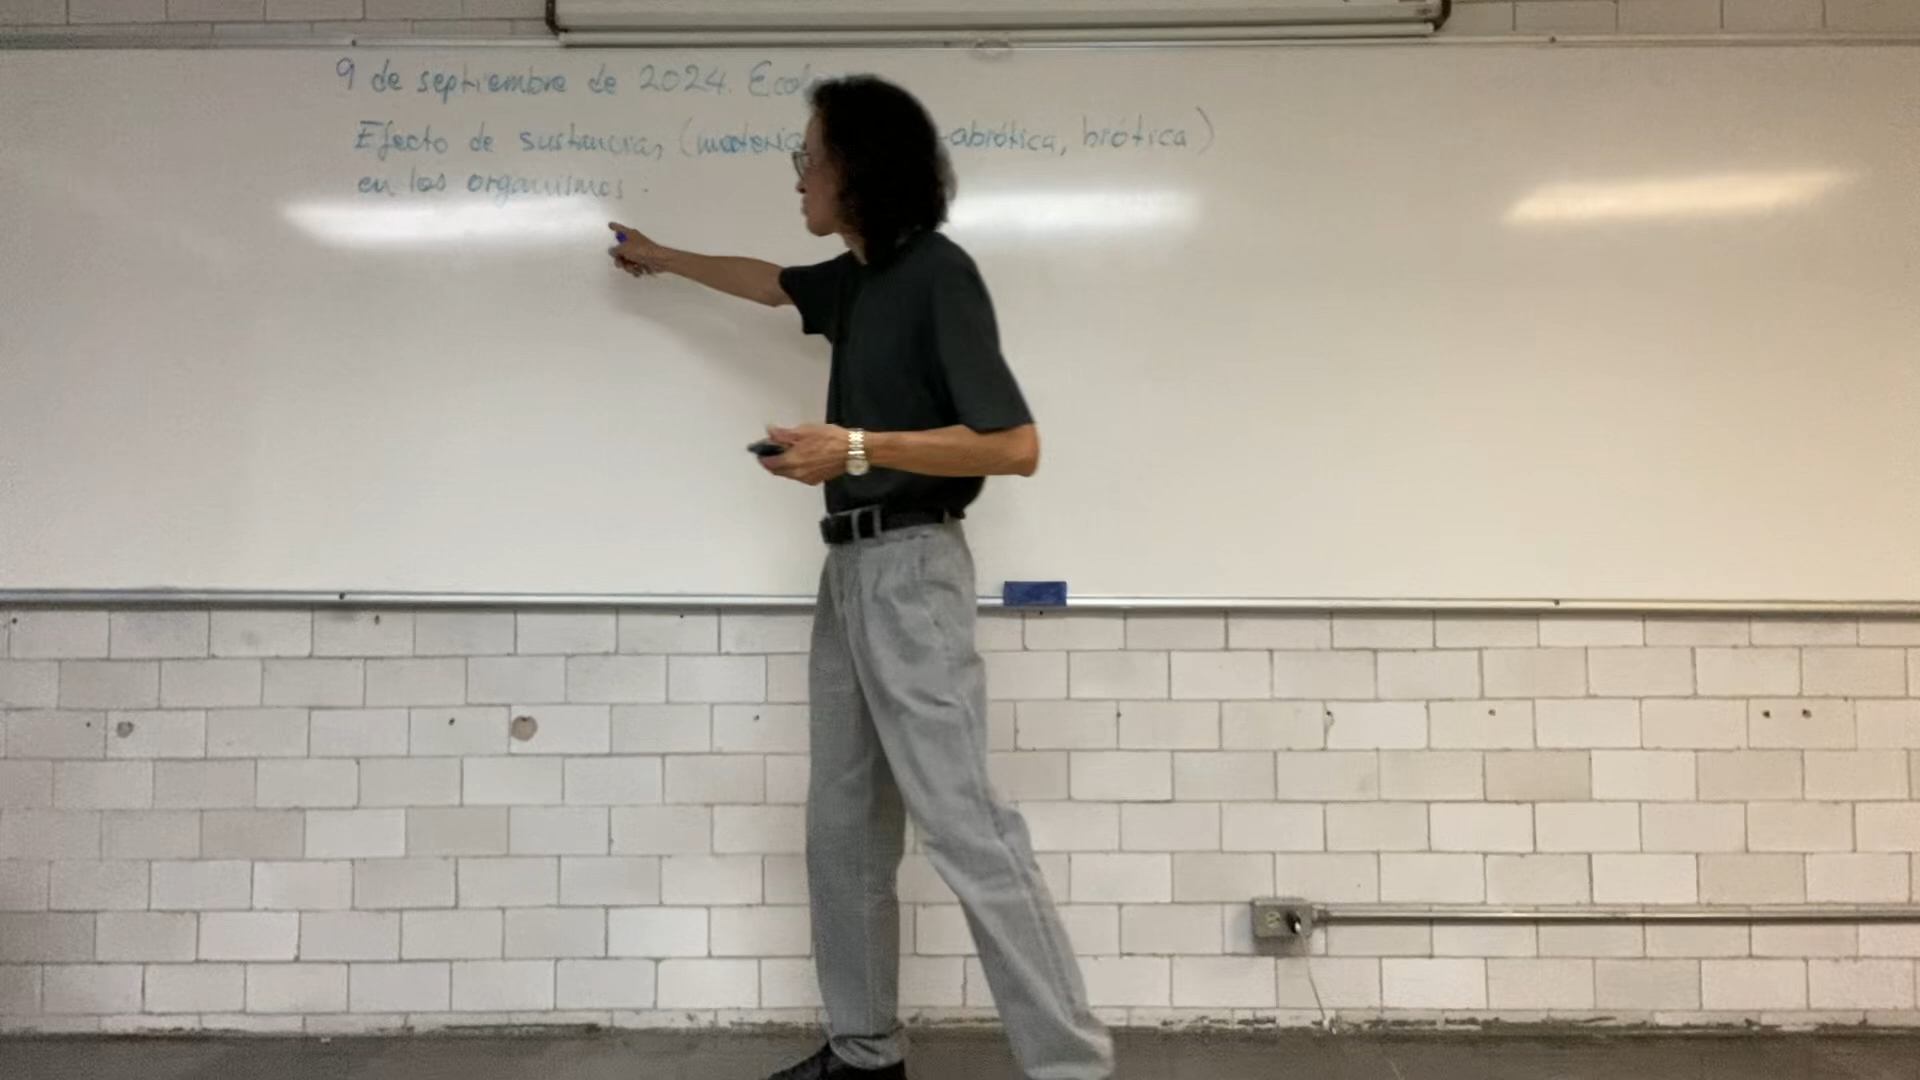 9 de septiembre de 2024. Ecol
Efecto de sustancias (materia abiótica, biótica)
en los organismos: